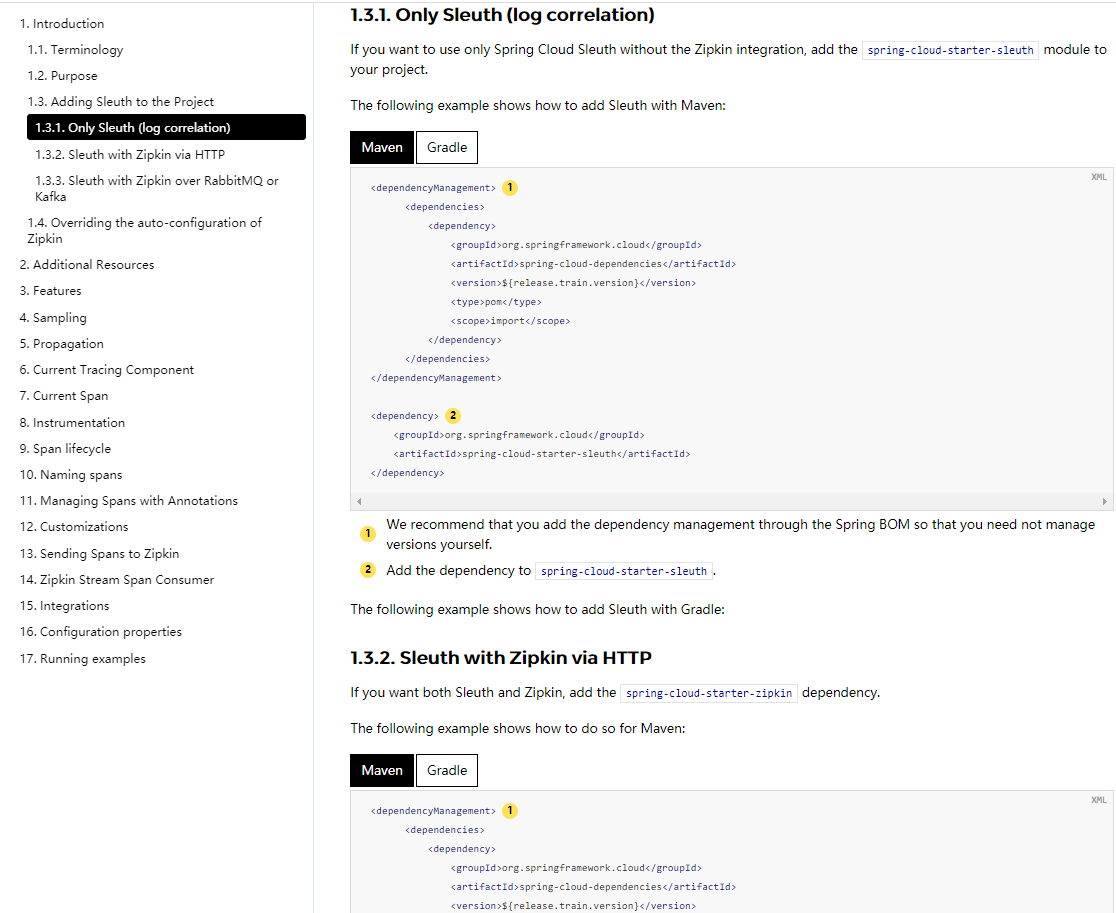 1. Introduction
1.1. Terminology
1.2. Purpose
1.3. Adding Sleuth to the Project
1.3.1. Only Sleuth (log correlation)
1.3.2. Sleuth with Zipkin via HTTP
1.3.3. Sleuth with Zipkin over RabbitMQ or
Kafka
1.4. Overriding the auto-configuration of
Zipkin
2. Additional Resources
3. Features
4. Sampling
5. Propagation
6. Current Tracing Component
7. Current Span
8. Instrumentation
9. Span lifecycle
10. Naming spans
11. Managing Spans with Annotations
12. Customizations
13. Sending Spans to Zipkin
14. Zipkin Stream Span Consumer
15. Integrations
16. Configuration properties
17. Running examples
1.3.1. Only Sleuth (log correlation)
If you want to use only Spring Cloud Sleuth without the Zipkin integration, add the spring-cloud-starter-sleuth module to
your project.
The following example shows how to add Sleuth with Maven:
Maven Gradle
XML
<dependencyManagement> 1
<dependencies>
<dependency>
<groupId>org.springframework.cloud</groupId>
<artifactId>spring-cloud-dependencies</artifactId>
<version>${release.train.version}</version>
<type>pom</type>
<scope>import</scope>
</dependency>
</dependencies>
</dependencyManagement>
<dependency> 2
<groupId>org.springframework.cloud</groupId>
<artifactId>spring-cloud-starter-sleuth</artifactId>
</dependency>
1 We recommend that you add the dependency management through the Spring BOM so that you need not manage
versions yourself.
2 Add the dependency to spring-cloud-starter-sleuth.
The following example shows how to add Sleuth with Gradle:
1.3.2. Sleuth with Zipkin via HTTP
If you want both Sleuth and Zipkin, add the spring-cloud-starter-zipkin dependency.
The following example shows how to do so for Maven:
Maven Gradle
XML
<dependencyManagement> 1
<dependencies>
<dependency>
<groupId>org.springframework.cloud</groupId>
<artifactId>spring-cloud-dependencies</artifactId>
<version>${release.train.version}</version>